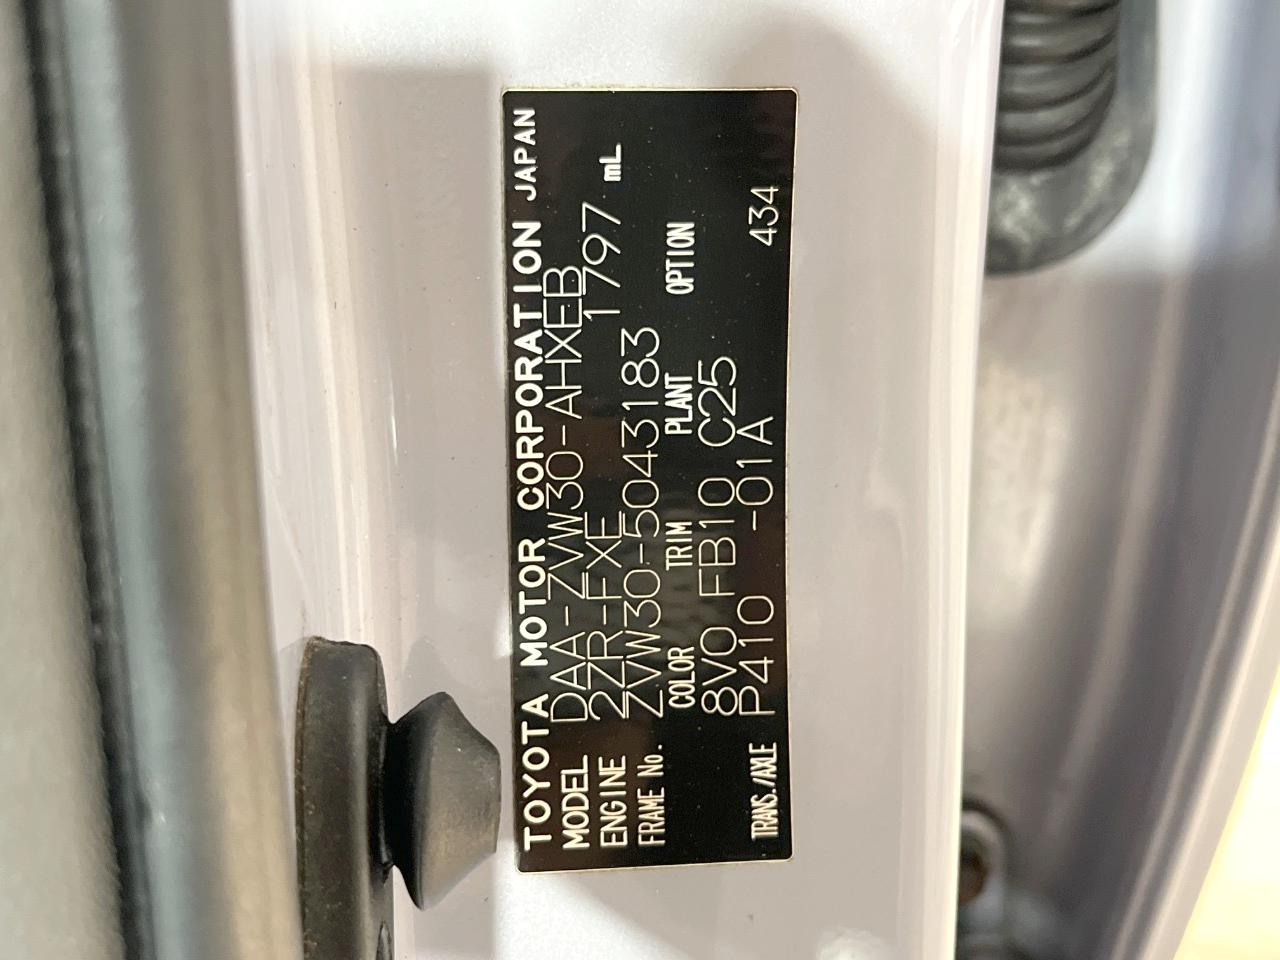 TOYOTA MOTOR CORPORATION JAPAN
MODEL DAA-ZVW30-AHXEB
ENGINE 2ZR-FXE 1797 mL
FRAME No. ZVW30-5043183
COLOR TRIM PLANT OPTION
8V0 FB10 C25
TRANS./AXLE P410 -01A 434